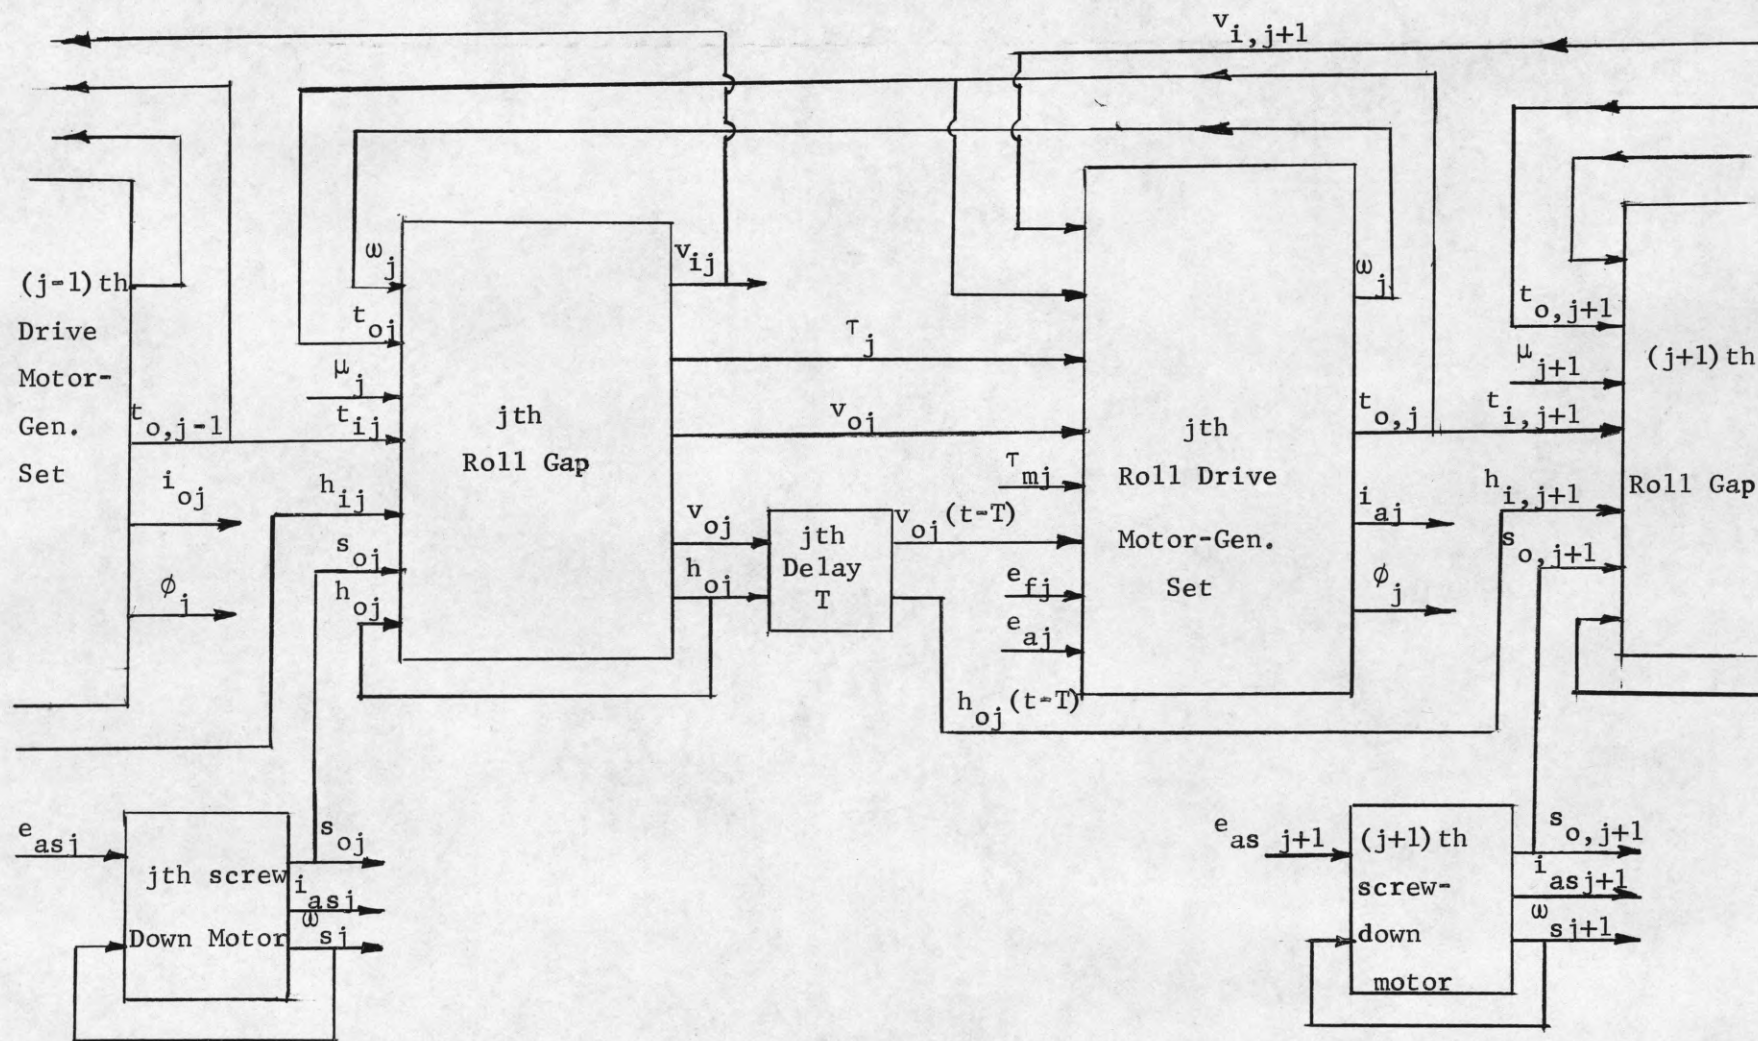 v i,j+1
(j-1)th
Drive
Motor-
Gen.
Set
t o,j-1
i oj
ϕ j
ω j
t oj
μ j
t ij
h ij
s oj
h oj
jth
Roll Gap
v ij
τ j
v oj
v oj
h oj
jth
Delay
T
v oj (t-T)
h oj (t-T)
τ mj
e fj
e aj
jth
Roll Drive
Motor-Gen.
Set
ω j
t o,j
i aj
ϕ j
t o,j+1
μ j+1
t i,j+1
h i,j+1
s o,j+1
(j+1)th
Roll Gap
e asj
jth screw
Down Motor
s oj
i asj
ω sj
e as j+1
(j+1)th
screw-
down
motor
s o,j+1
i asj+1
ω sj+1